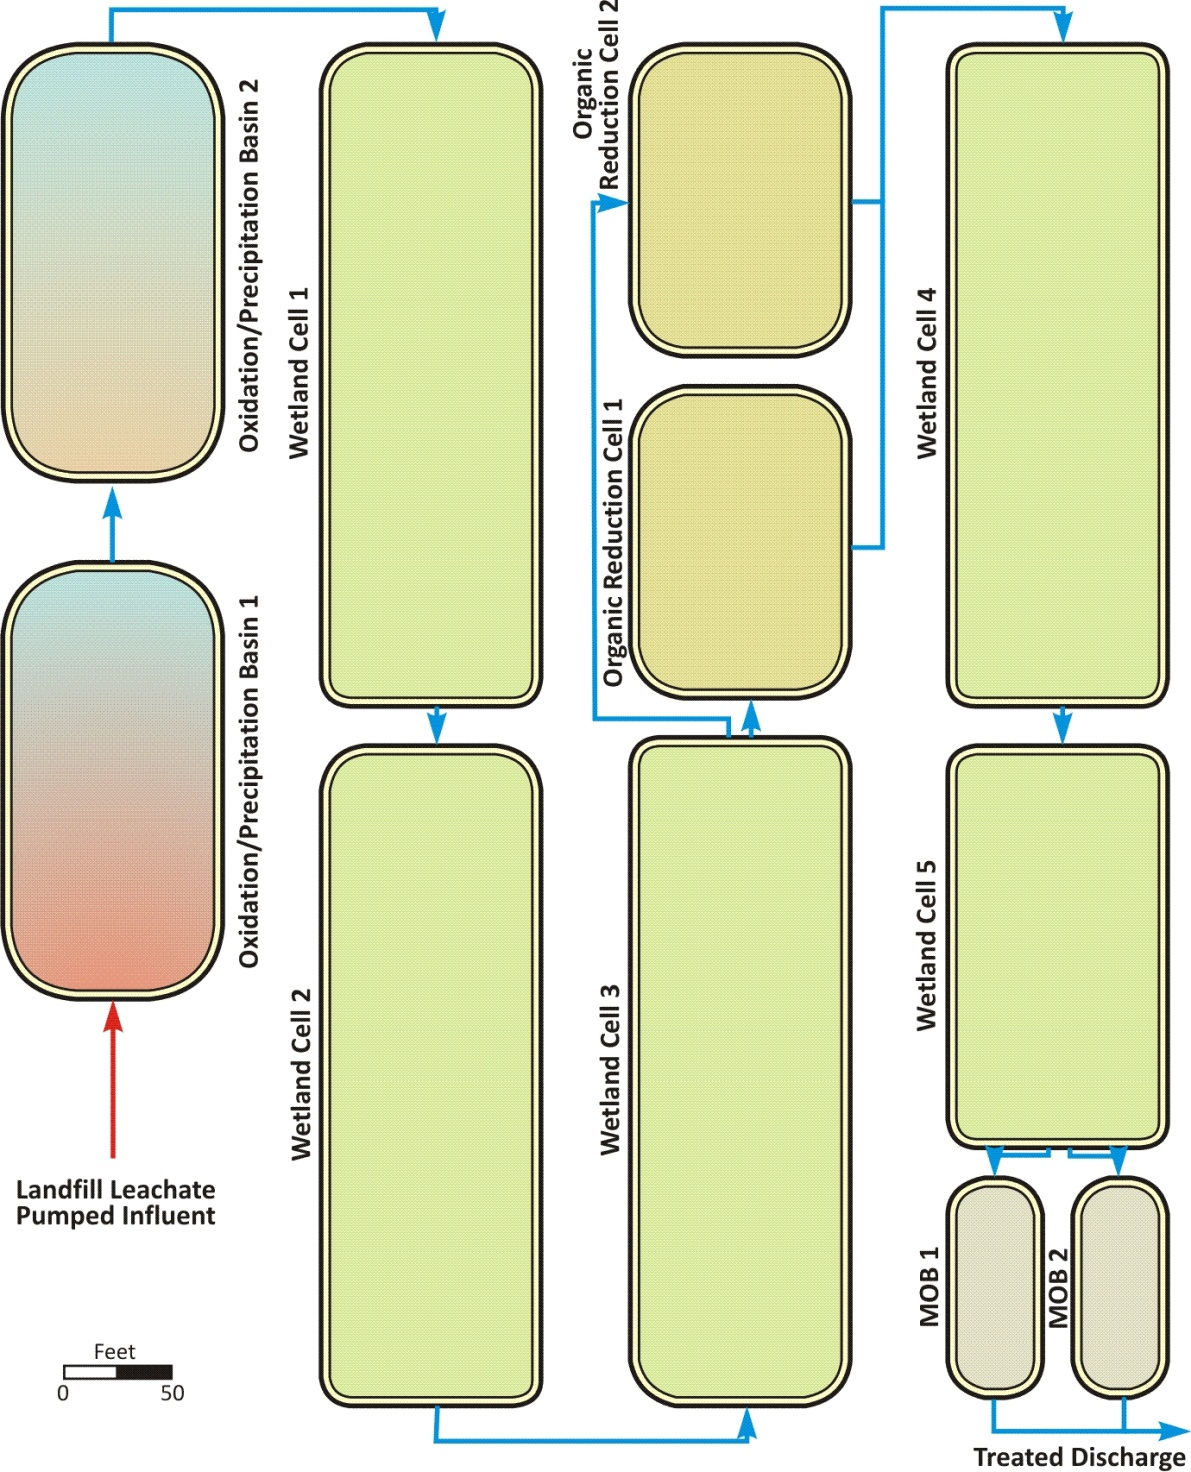 Oxidation/Precipitation Basin 2
Oxidation/Precipitation Basin 1
Landfill Leachate
Pumped Influent
Feet
0 50
Wetland Cell 1
Wetland Cell 2
Organic
Reduction Cell 2
Organic Reduction Cell 1
Wetland Cell 3
Wetland Cell 4
Wetland Cell 5
MOB 1
MOB 2
Treated Discharge